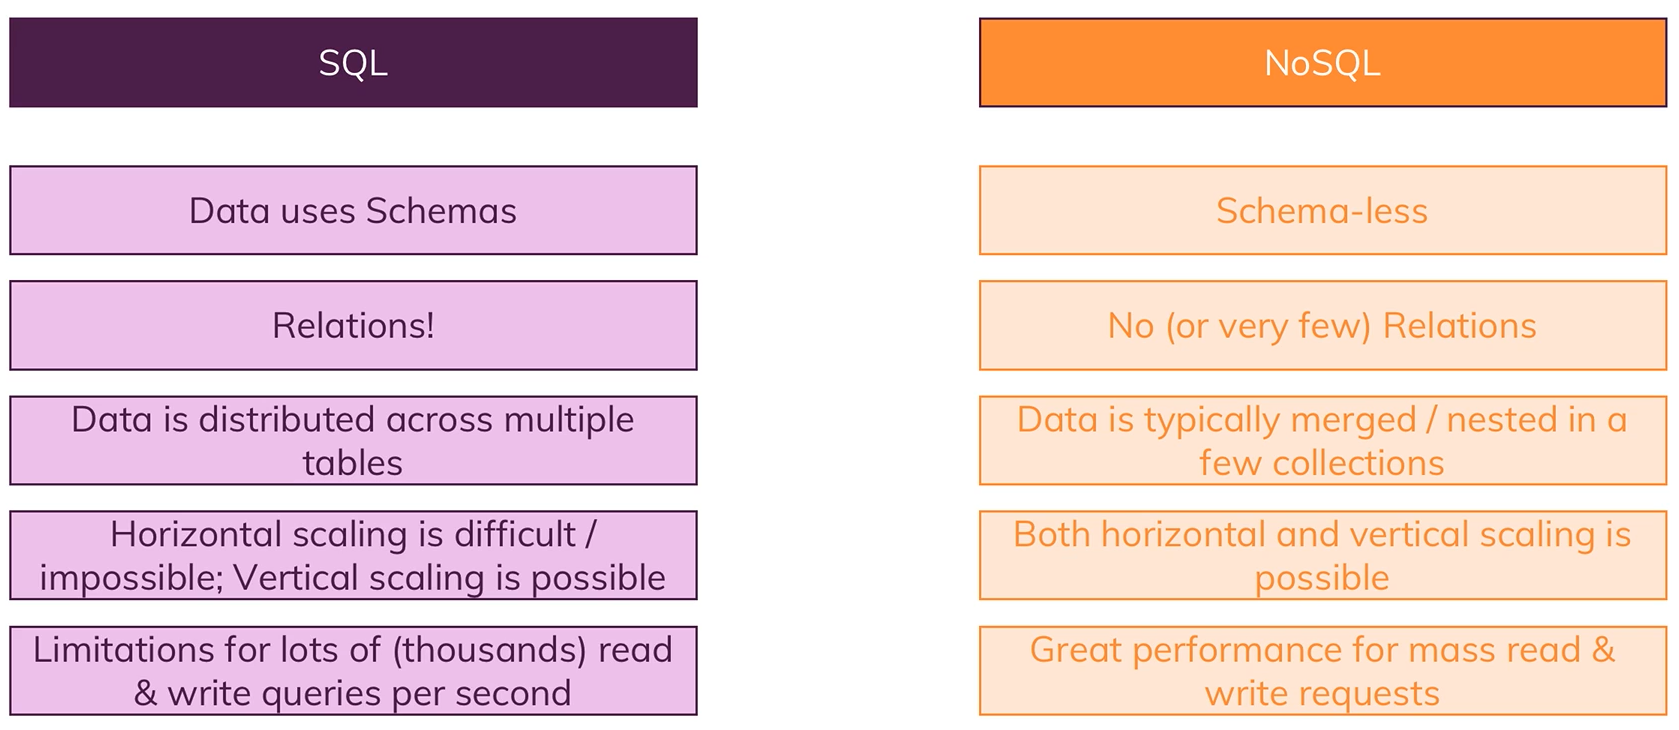 SQL
NoSQL
Data uses Schemas
Schema-less
Relations!
No (or very few) Relations
Data is distributed across multiple
tables
Data is typically merged / nested in a
few collections
Horizontal scaling is difficult /
impossible; Vertical scaling is possible
Both horizontal and vertical scaling is
possible
Limitations for lots of (thousands) read
& write queries per second
Great performance for mass read &
write requests